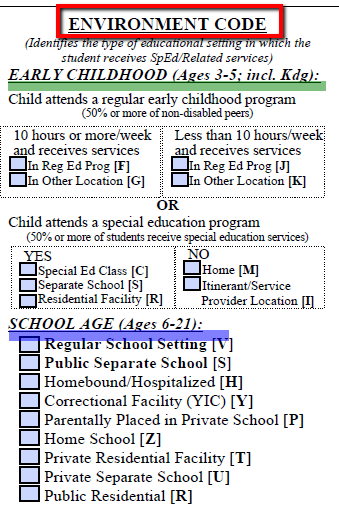 ENVIRONMENT CODE
(Identifies the type of educational setting in which the
student receives SpEd/Related services)
EARLY CHILDHOOD (Ages 3-5; incl. Kdg):
Child attends a regular early childhood program
(50% or more of non-disabled peers)
10 hours or more/week
and receives services
In Reg Ed Prog [F]
In Other Location [G]
Less than 10 hours/week
and receives services
In Reg Ed Prog [J]
In Other Location [K]
OR
Child attends a special education program
(50% or more of students receive special education services)
YES
Special Ed Class [C]
Separate School [S]
Residential Facility [R]
NO
Home [M]
Itinerant/Service
Provider Location [I]
SCHOOL AGE (Ages 6-21):
Regular School Setting [V]
Public Separate School [S]
Homebound/Hospitalized [H]
Correctional Facility (YIC) [Y]
Parentally Placed in Private School [P]
Home School [Z]
Private Residential Facility [T]
Private Separate School [U]
Public Residential [R]